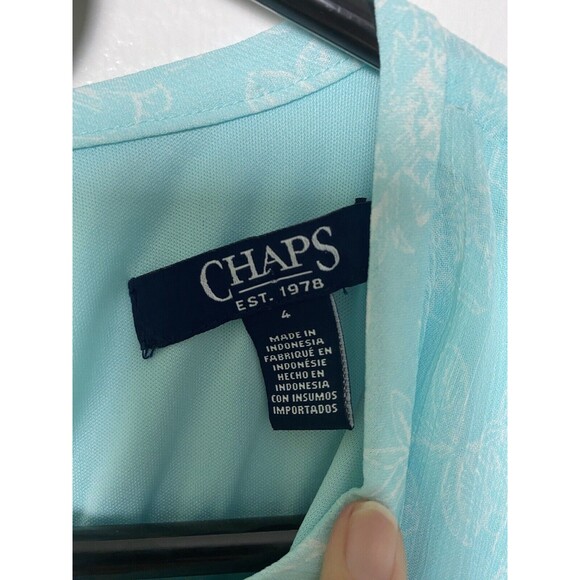 CHAPS
EST. 1978
4
MADE IN
INDONESIA
FABRIQUÉ EN
INDONÉSIE
HECHO EN
INDONESIA
CON INSUMOS
IMPORTADOS